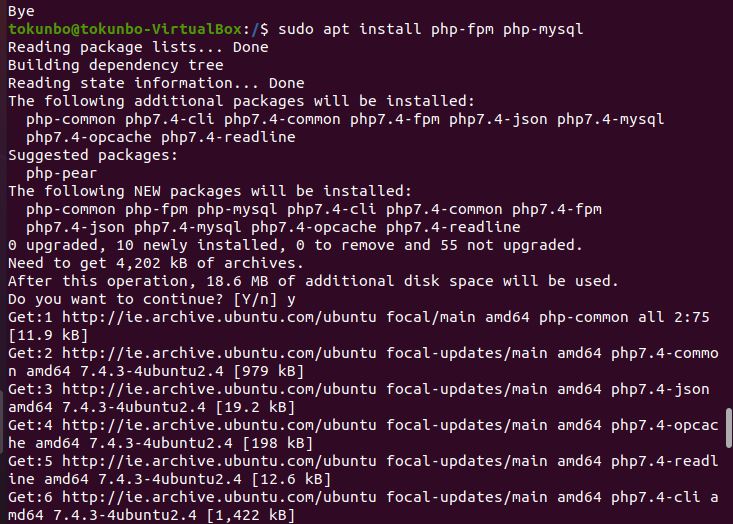 Bye
tokunbo@tokunbo-VirtualBox:/$ sudo apt install php-fpm php-mysql
Reading package lists... Done
Building dependency tree
Reading state information... Done
The following additional packages will be installed:
  php-common php7.4-cli php7.4-common php7.4-fpm php7.4-json php7.4-mysql
  php7.4-opcache php7.4-readline
Suggested packages:
  php-pear
The following NEW packages will be installed:
  php-common php-fpm php-mysql php7.4-cli php7.4-common php7.4-fpm
  php7.4-json php7.4-mysql php7.4-opcache php7.4-readline
0 upgraded, 10 newly installed, 0 to remove and 55 not upgraded.
Need to get 4,202 kB of archives.
After this operation, 18.6 MB of additional disk space will be used.
Do you want to continue? [Y/n] y
Get:1 http://ie.archive.ubuntu.com/ubuntu focal/main amd64 php-common all 2:75
[11.9 kB]
Get:2 http://ie.archive.ubuntu.com/ubuntu focal-updates/main amd64 php7.4-commo
n amd64 7.4.3-4ubuntu2.4 [979 kB]
Get:3 http://ie.archive.ubuntu.com/ubuntu focal-updates/main amd64 php7.4-json
amd64 7.4.3-4ubuntu2.4 [19.2 kB]
Get:4 http://ie.archive.ubuntu.com/ubuntu focal-updates/main amd64 php7.4-opcac
he amd64 7.4.3-4ubuntu2.4 [198 kB]
Get:5 http://ie.archive.ubuntu.com/ubuntu focal-updates/main amd64 php7.4-readl
ine amd64 7.4.3-4ubuntu2.4 [12.6 kB]
Get:6 http://ie.archive.ubuntu.com/ubuntu focal-updates/main amd64 php7.4-cli a
md64 7.4.3-4ubuntu2.4 [1,422 kB]